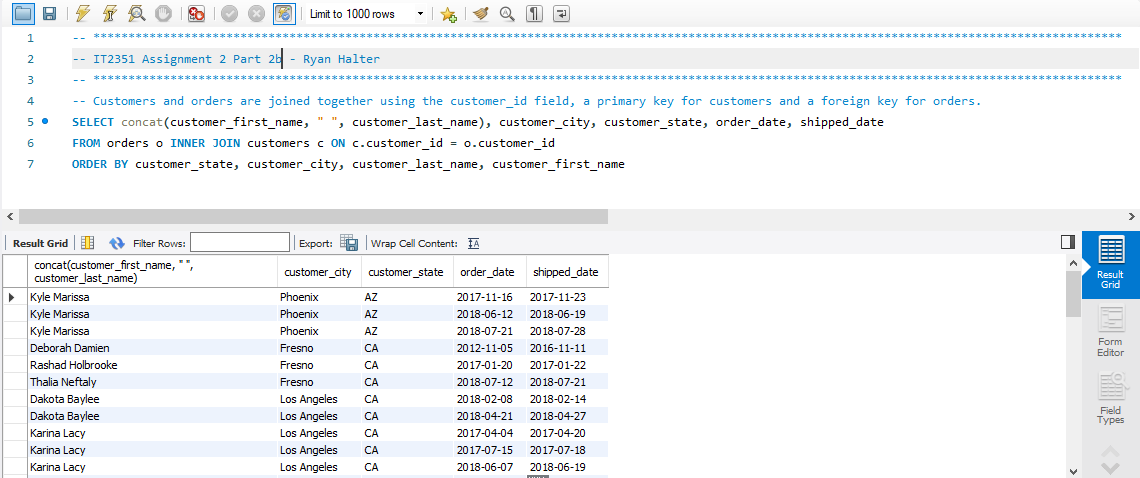 Limit to 1000 rows
1 -- ***************************************************************************************************************************************************
2 -- IT2351 Assignment 2 Part 2b - Ryan Halter
3 -- ***************************************************************************************************************************************************
4 -- Customers and orders are joined together using the customer_id field, a primary key for customers and a foreign key for orders.
5 SELECT concat(customer_first_name, " ", customer_last_name), customer_city, customer_state, order_date, shipped_date
6 FROM orders o INNER JOIN customers c ON c.customer_id = o.customer_id
7 ORDER BY customer_state, customer_city, customer_last_name, customer_first_name
Result Grid Filter Rows: Export: Wrap Cell Content: IA
concat(customer_first_name, " ",
customer_last_name) customer_city customer_state order_date shipped_date
Kyle Marissa Phoenix AZ 2017-11-16 2017-11-23
Kyle Marissa Phoenix AZ 2018-06-12 2018-06-19
Kyle Marissa Phoenix AZ 2018-07-21 2018-07-28
Deborah Damien Fresno CA 2012-11-05 2016-11-11
Rashad Holbrooke Fresno CA 2017-01-20 2017-01-22
Thalia Neftaly Fresno CA 2018-07-12 2018-07-21
Dakota Baylee Los Angeles CA 2018-02-08 2018-02-14
Dakota Baylee Los Angeles CA 2018-04-21 2018-04-27
Karina Lacy Los Angeles CA 2017-04-04 2017-04-20
Karina Lacy Los Angeles CA 2017-07-15 2017-07-18
Karina Lacy Los Angeles CA 2018-06-07 2018-06-19
Result
Grid
Form
Editor
Field
Types